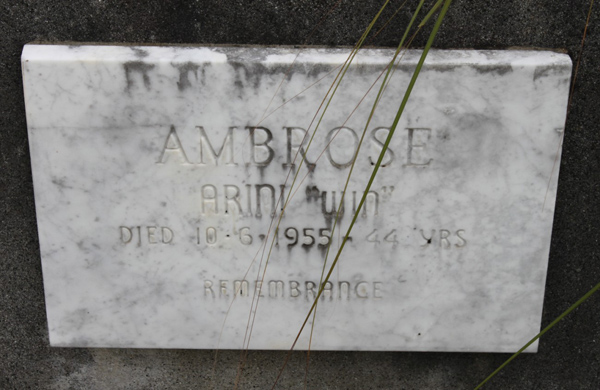 AMBROSE
ARINI "WIN"
DIED 10·6·1955 - 44 YRS
REMEMBRANCE